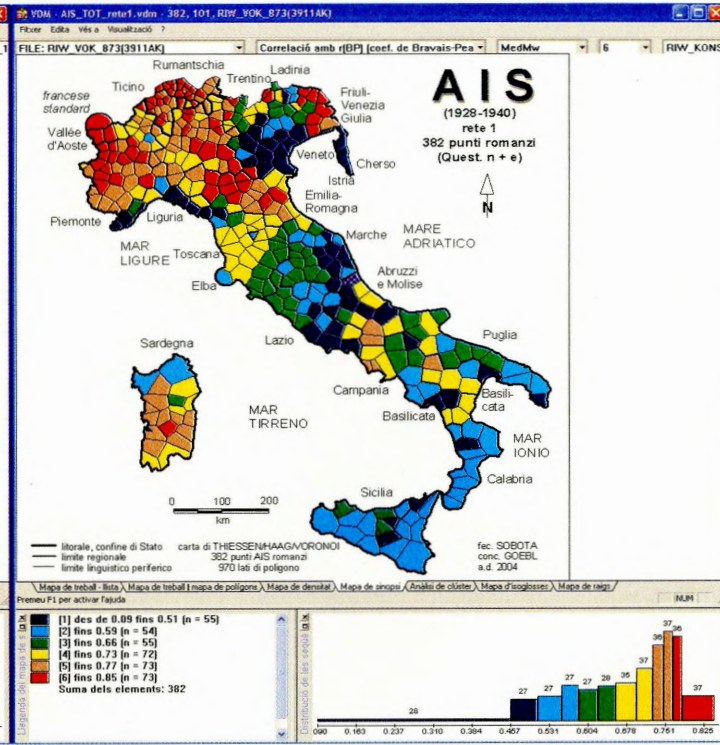 VDM - AIS_TOT_rete1.vdm - 382, 101, RIW_VOK_873(3911AK)
Fitxer Edita Vés a Visualització ?
FILE: RIW_VOK_873(3911AK)
Correlació amb r(BP) (coef. de Bravais-Pea
MedMw
6
RIW_KONS
AIS
(1928-1940)
rete 1
382 punti romanzi
(Quest. n + e)
N
Rumantschia
Ladinia
Ticino
Trentino
francese
standard
Friuli-
Venezia
Giulia
Vallée
d'Aoste
Veneto
Cherso
Istria
Emilia-
Romagna
Piemonte
Liguria
Marche
MARE
ADRIATICO
MAR
LIGURE
Toscana
Abruzzi
e Molise
Elba
Lazio
Puglia
Sardegna
Campania
Basili-
cata
Basilicata
MAR
TIRRENO
MAR
IONIO
Calabria
Sicilia
0 100 200
km
litorale, confine di Stato
limite regionale
limite linguistico periferico
carta di THIESSEN/HAAG/VORONOI
382 punti AIS romanzi
970 lati di poligono
fec. SOBOTA
conc. GOEBL
a.d. 2004
Mapa de treball - llista
Mapa de treball i mapa de polígons
Mapa de densitat
Mapa de sinopsi
Anàlisi de clúster
Mapa d'isoglosses
Mapa de raigs
Premeu F1 per activar l'ajuda
NUM
Llegenda del mapa de s
[1] des de 0.09 fins 0.51 (n = 55)
[2] fins 0.59 (n = 54)
[3] fins 0.66 (n = 55)
[4] fins 0.73 (n = 72)
[5] fins 0.77 (n = 73)
[6] fins 0.85 (n = 73)
Suma dels elements: 382
Distribució de les seqüè
28
27
27
27
27
28
35
37
36
37
36
37
090 0.163 0.237 0.310 0.384 0.457 0.531 0.604 0.678 0.751 0.825